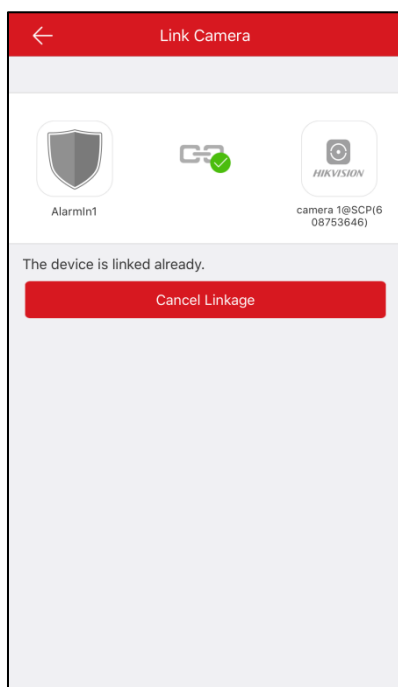 Link Camera
HIKVISION
AlarmIn1
camera 1@SCP(6
08753646)
The device is linked already.
Cancel Linkage